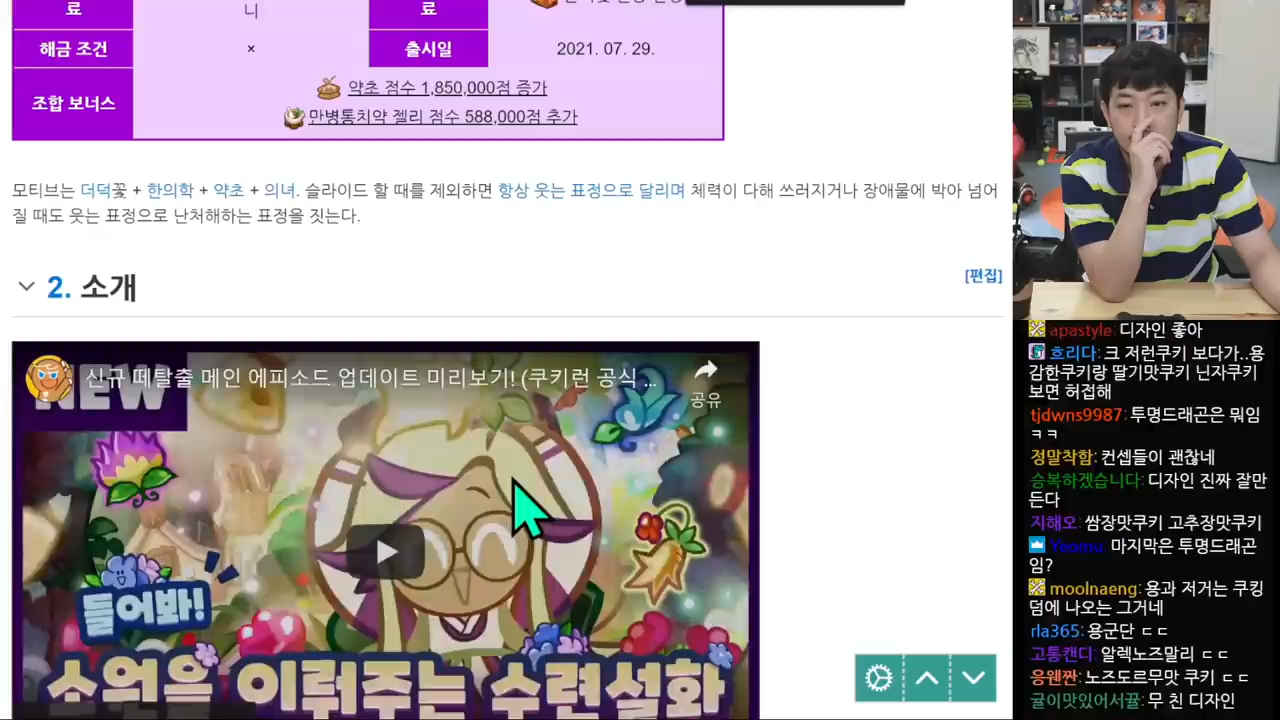 료
니
료
해금 조건
×
출시일
2021. 07. 29.
조합 보너스
약초 점수 1,850,000점 증가
만병통치약 젤리 점수 588,000점 추가
모티브는 더덕꽃 + 한의학 + 약초 + 의녀. 슬라이드 할 때를 제외하면 항상 웃는 표정으로 달리며 체력이 다해 쓰러지거나 장애물에 박아 넘어
질 때도 웃는 표정으로 난처해하는 표정을 짓는다.
2. 소개
[편집]
NEW
신규 떼탈출 메인 에피소드 업데이트 미리보기! (쿠키런 공식 ...
공유
들어봐!
소원을 이루는 수련설화
apastyle: 디자인 좋아
흐리다: 크 저런쿠키 보다가..용
감한쿠키랑 딸기맛쿠키 닌자쿠키
보면 허접해
tjdwns9987: 투명드래곤은 뭐임
ㅋㅋ
정말착함: 컨셉들이 괜찮네
승복하겠습니다: 디자인 진짜 잘만
든다
지해오: 쌈장맛쿠키 고추장맛쿠키
Yeomu: 마지막은 투명드래곤
임?
moolnaeng: 용과 저거는 쿠킹
덤에 나오는 그거네
rla365: 용군단 ㄷㄷ
고통캔디: 알렉노즈말리 ㄷㄷ
응웬짠: 노즈도르무맛 쿠키 ㄷㄷ
귤이맛있어서뀰: 무 친 디자인